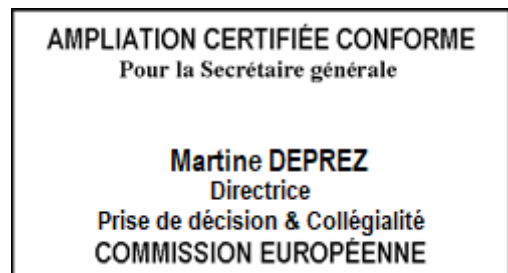 AMPLIATION CERTIFIÉE CONFORME
Pour la Secrétaire générale
Martine DEPREZ
Directrice
Prise de décision & Collégialité
COMMISSION EUROPÉENNE